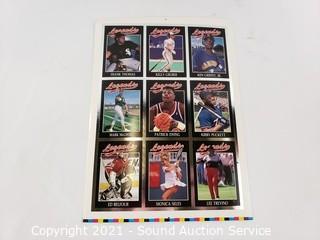 Legends
Legends
Legends
FRANK THOMAS
KELLY GRUBER
KEN GRIFFEY JR.
Legends
Legends
Legends
MARK McGWIRE
PATRICK EWING
KIRBY PUCKETT
Legends
Legends
Legends
ED BELFOUR
MONICA SELES
LEE TREVINO
Copyright 2021 - Sound Auction Service